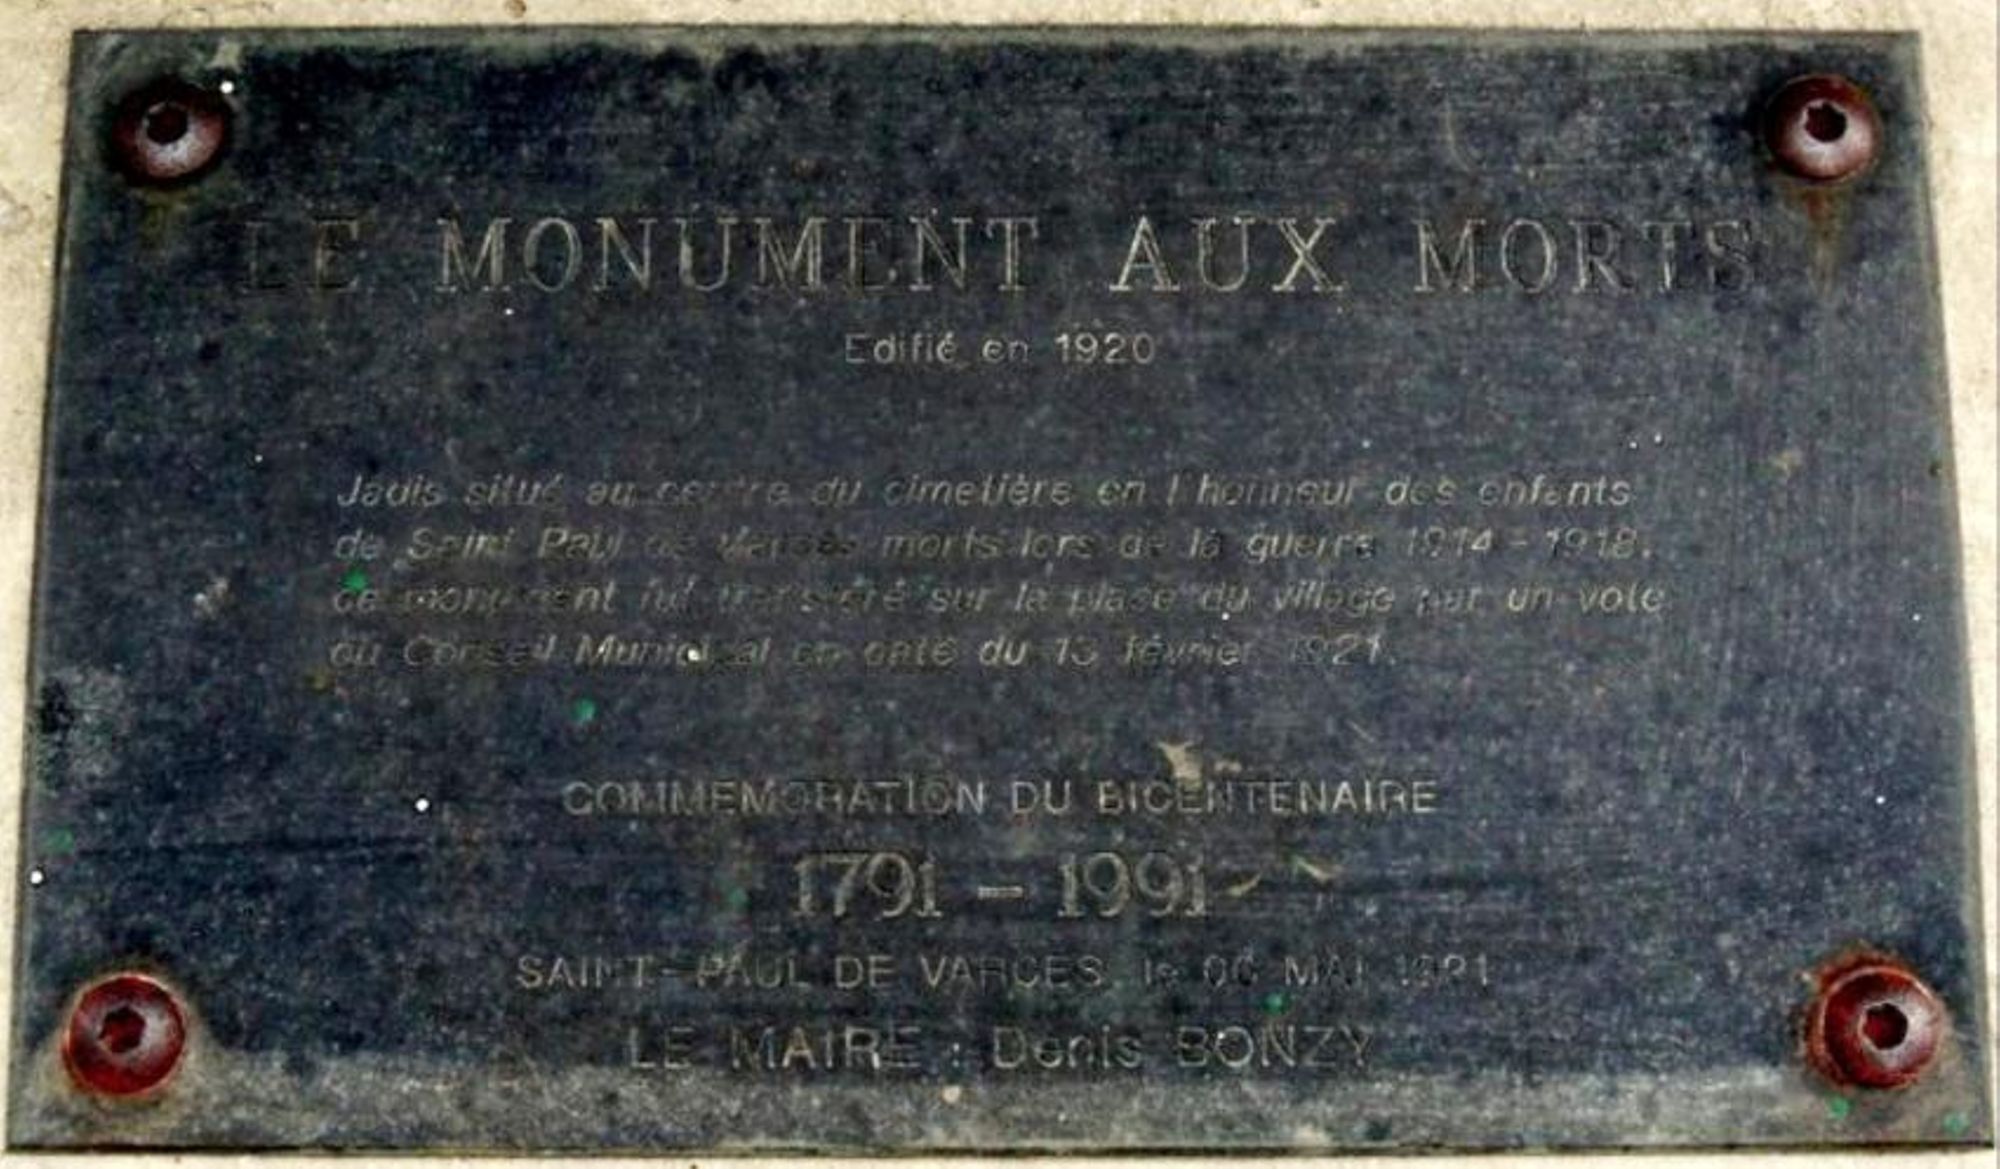 LE MONUMENT AUX MORTS
Edifié en 1920
Jadis situé au centre du cimetière en l'honneur des enfants
de Saint Paul de Varces morts lors de la guerre 1914 - 1918,
ce monument fut transféré sur la place du village par un vote
du Conseil Municipal en date du 13 février 1921.
COMMEMORATION DU BICENTENAIRE
1791 - 1991
SAINT-PAUL DE VARCES, le MAI 1991
LE MAIRE : Denis BONZY